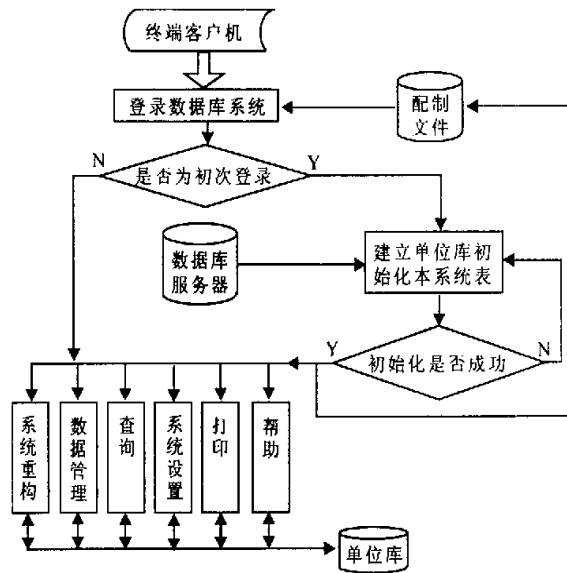 终端客户机
登录数据库系统
配制
文件
N
是否为初次登录
Y
数据库
服务器
建立单位库初
始化本系统表
Y
初始化是否成功
N
系统重构
数据管理
查询
系统设置
打印
帮助
单位库